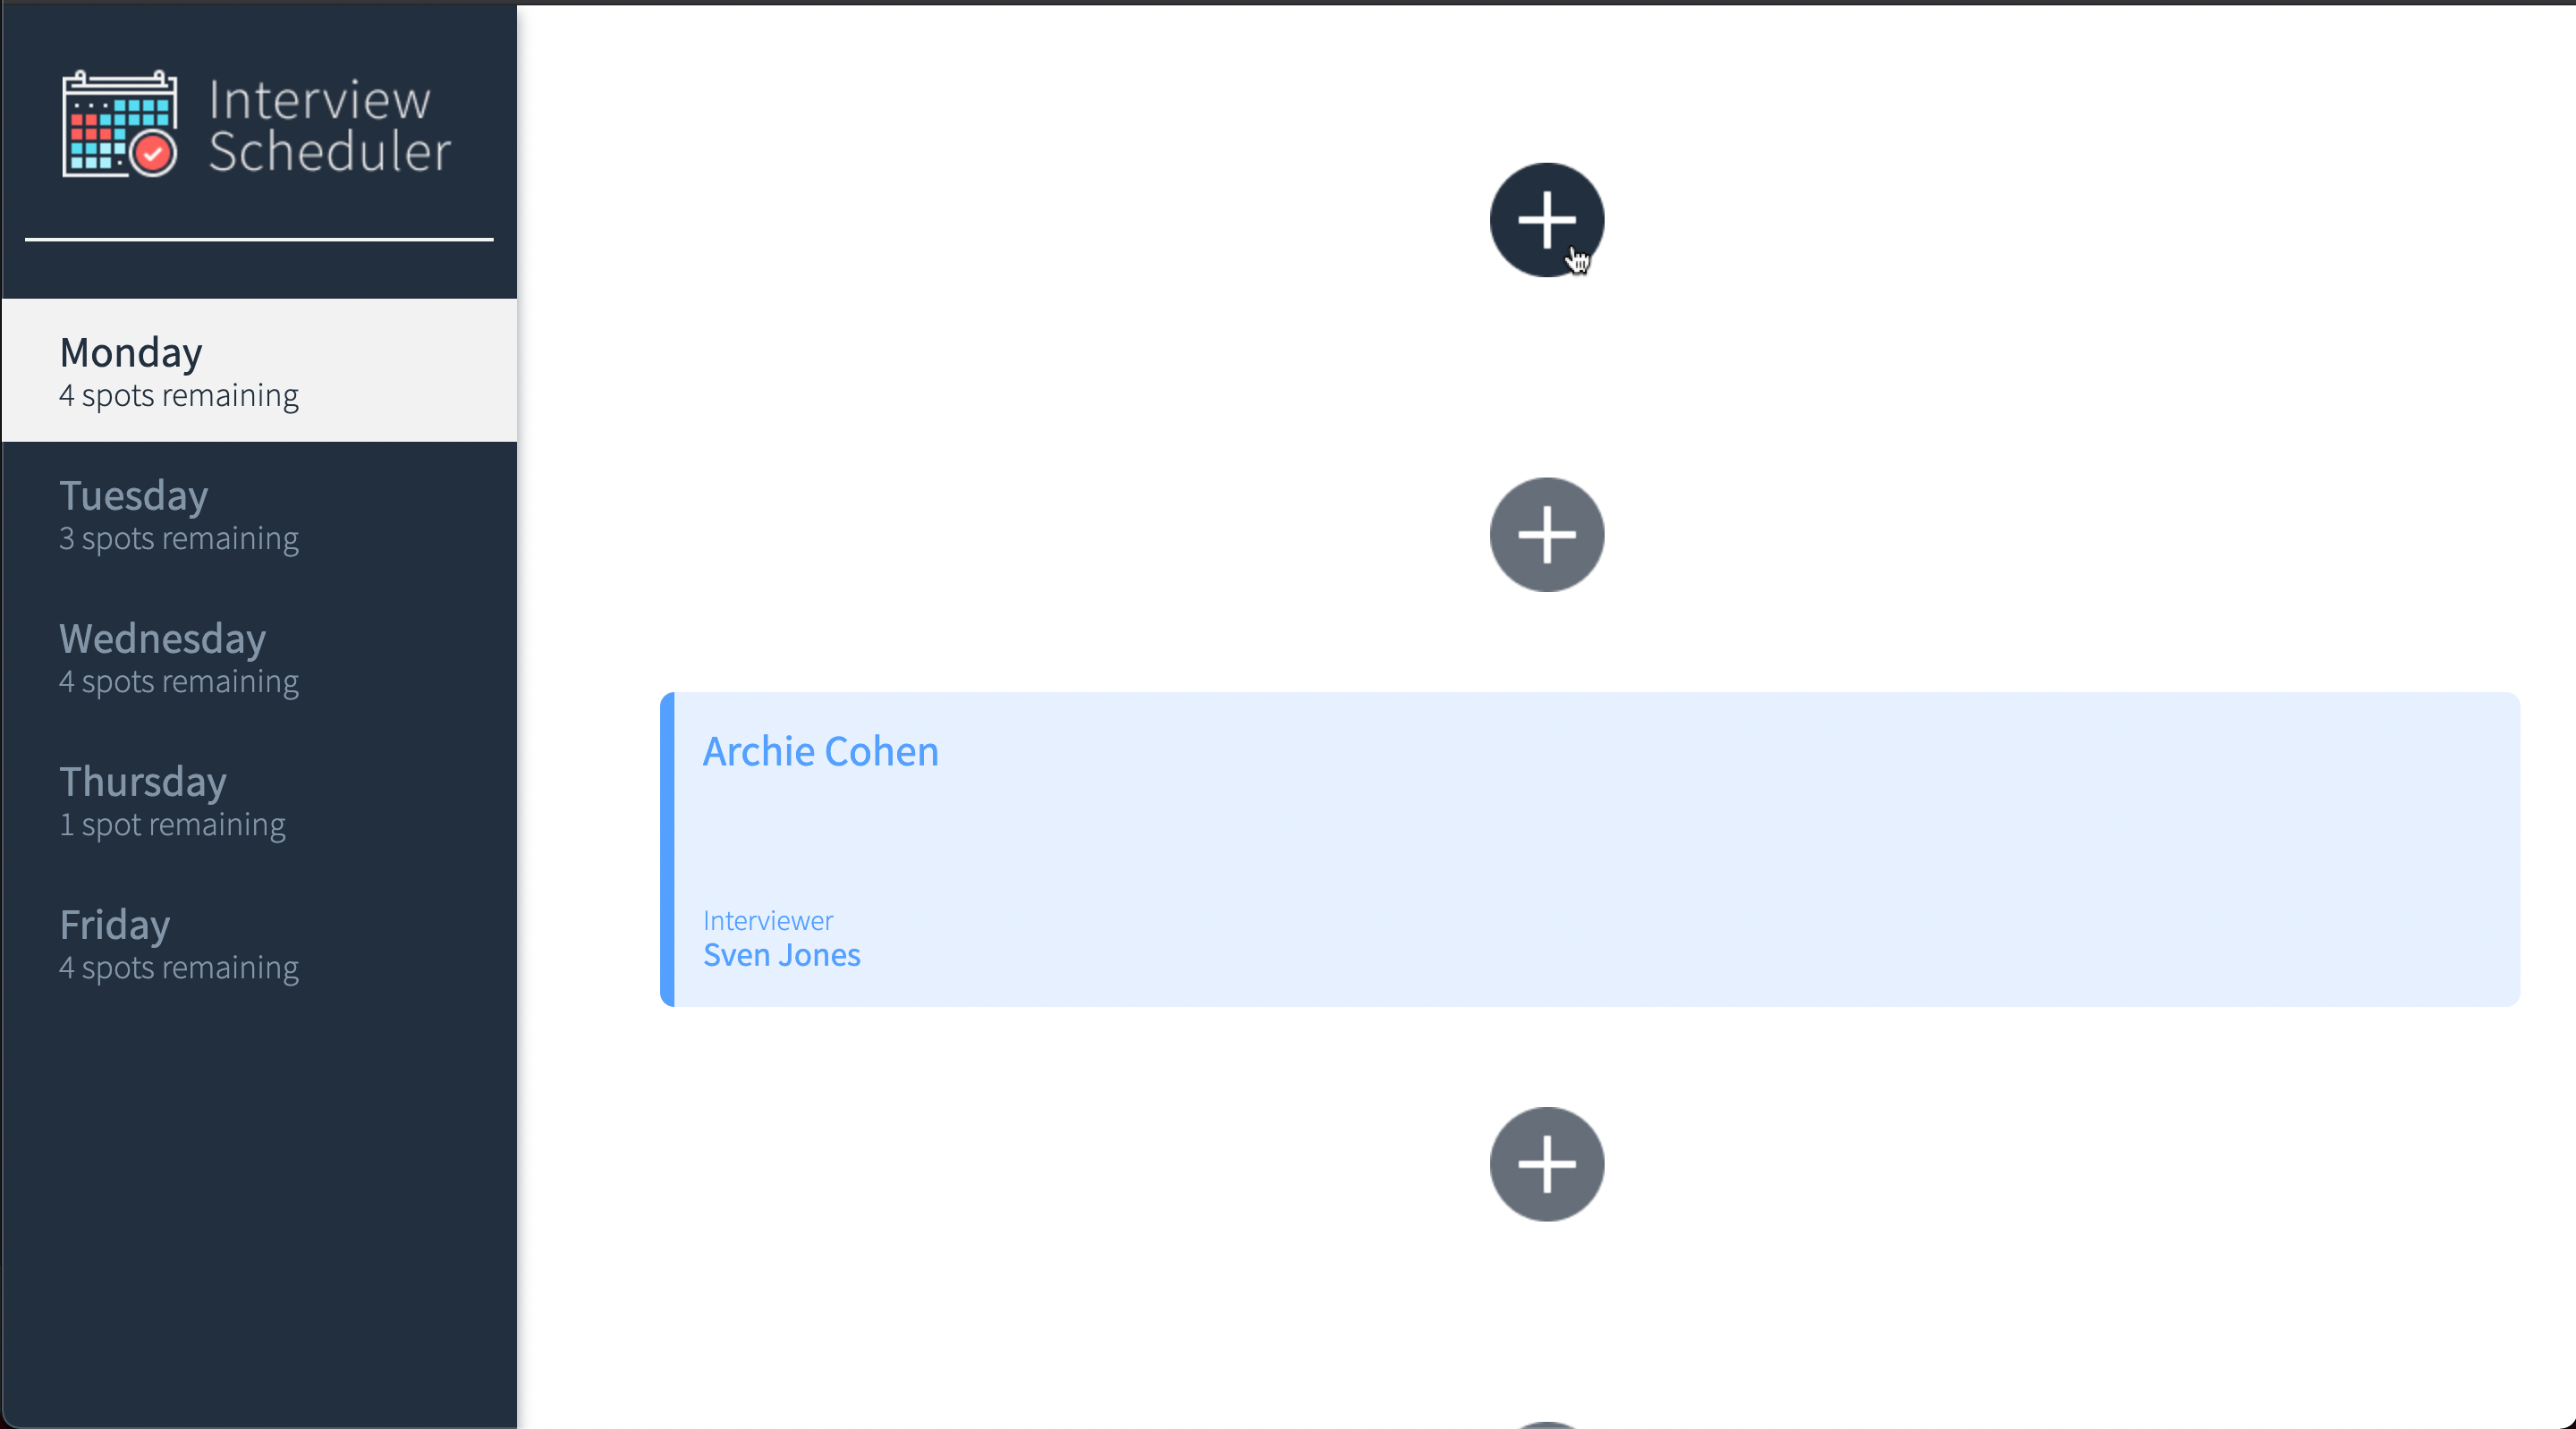 Interview
Scheduler
Monday
4 spots remaining
Tuesday
3 spots remaining
Wednesday
4 spots remaining
Thursday
1 spot remaining
Friday
4 spots remaining
Archie Cohen
Interviewer
Sven Jones